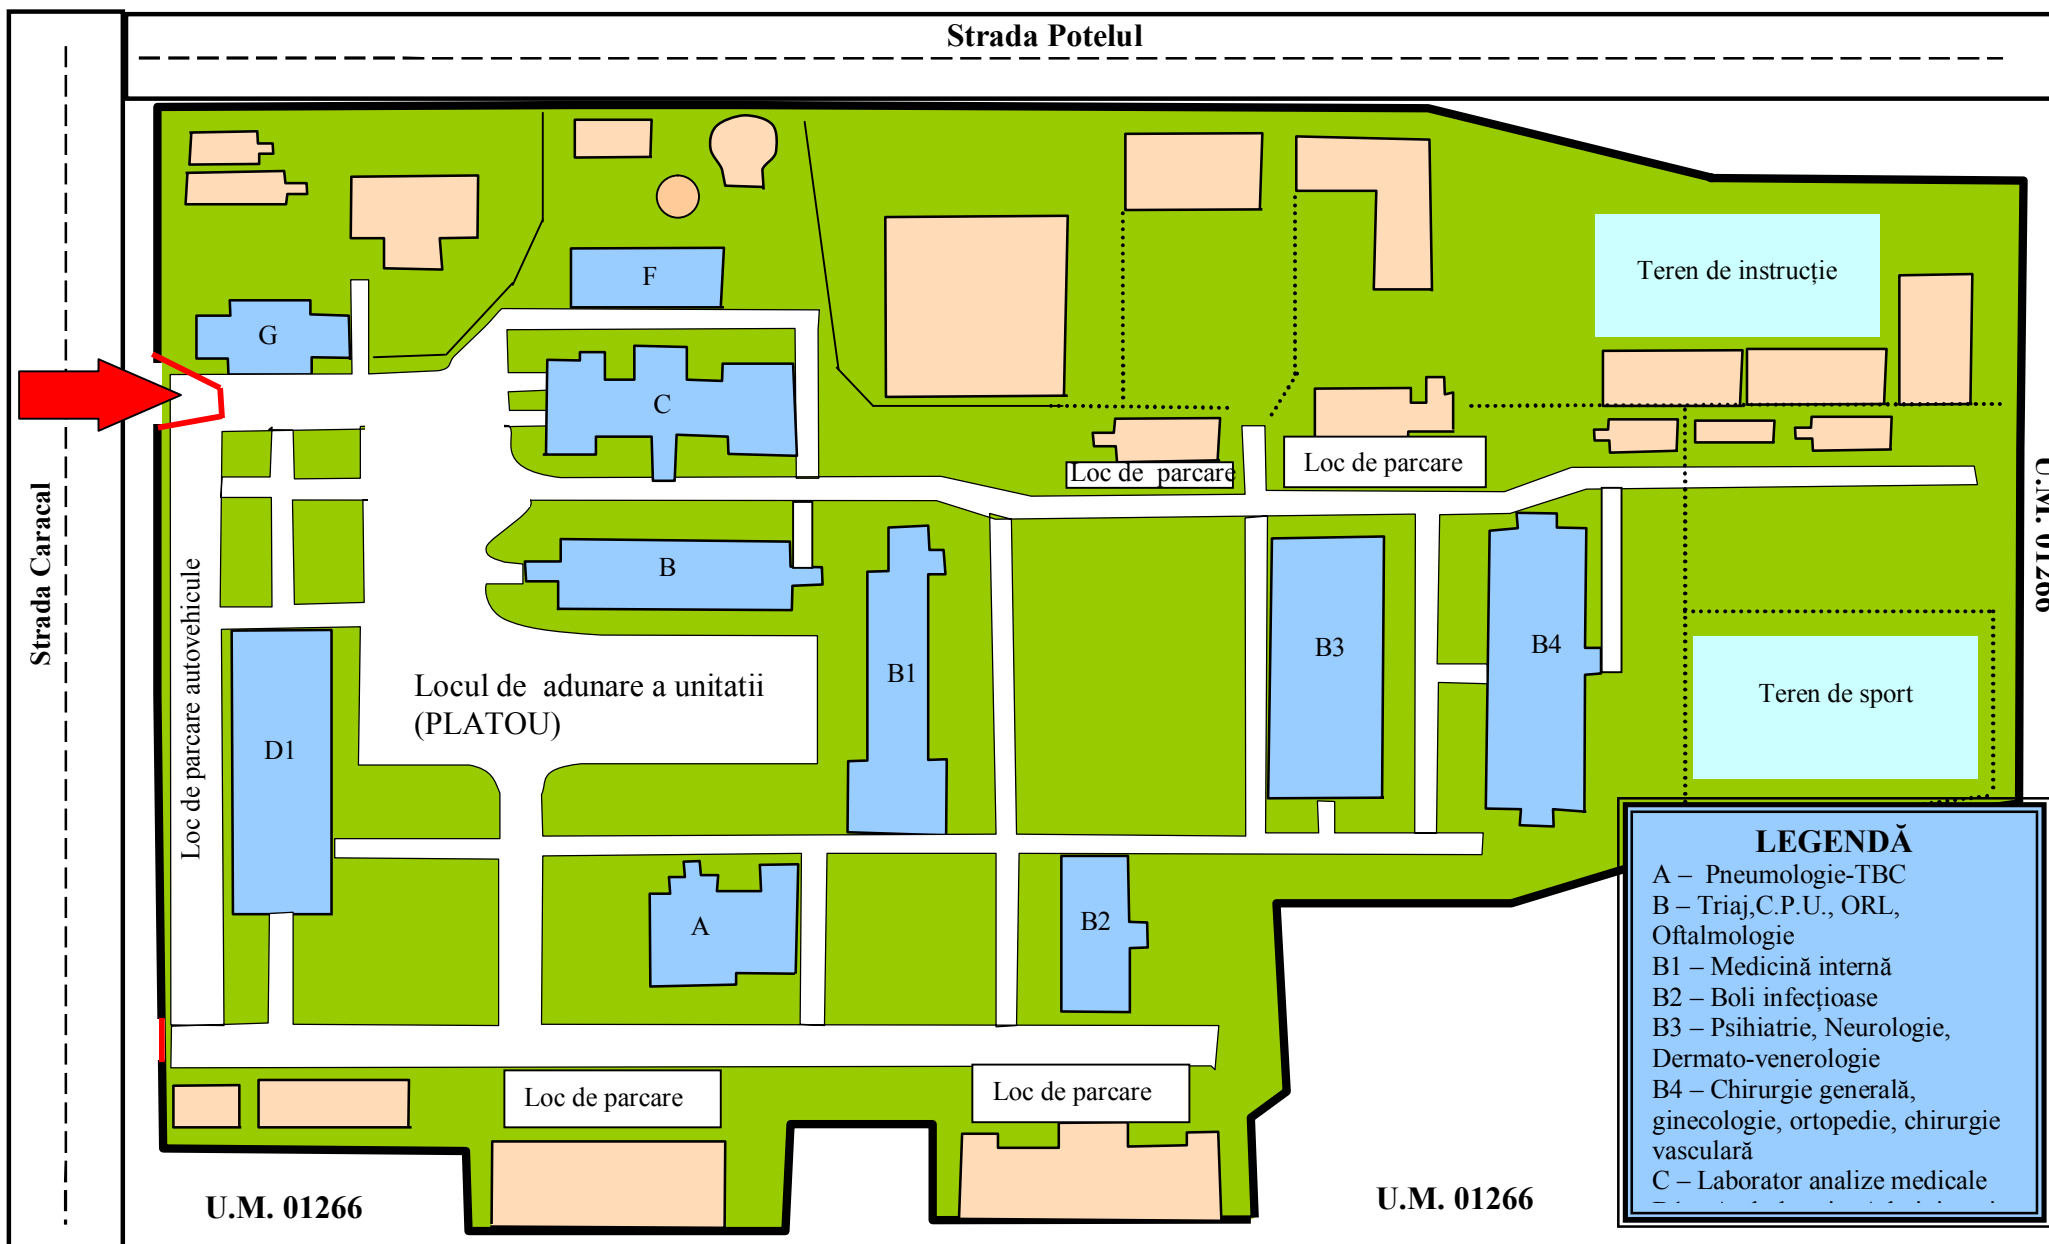 Strada Potelul
Strada Caracal
Teren de instrucție
F
G
C
Loc de parcare
Loc de parcare
U.M. 01266
B
B1
B3
B4
Loc de parcare autovehicule
Locul de adunare a unitatii
(PLATOU)
Teren de sport
D1
A
B2
Loc de parcare
Loc de parcare
U.M. 01266
U.M. 01266
LEGENDĂ
A – Pneumologie-TBC
B – Triaj,C.P.U., ORL,
Oftalmologie
B1 – Medicină internă
B2 – Boli infecțioase
B3 – Psihiatrie, Neurologie,
Dermato-venerologie
B4 – Chirurgie generală,
ginecologie, ortopedie, chirurgie
vasculară
C – Laborator analize medicale